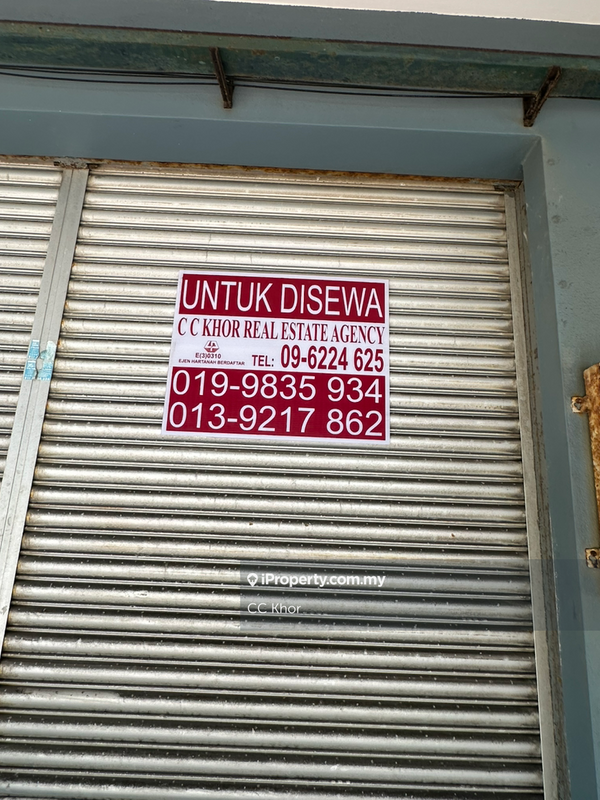 UNTUK DISEWA
C C KHOR REAL ESTATE AGENCY
E(3)0310
EJEN HARTANAH BERDAFTAR
TEL: 09-6224 625
019-9835 934
013-9217 862
iProperty.com.my
CC Khor